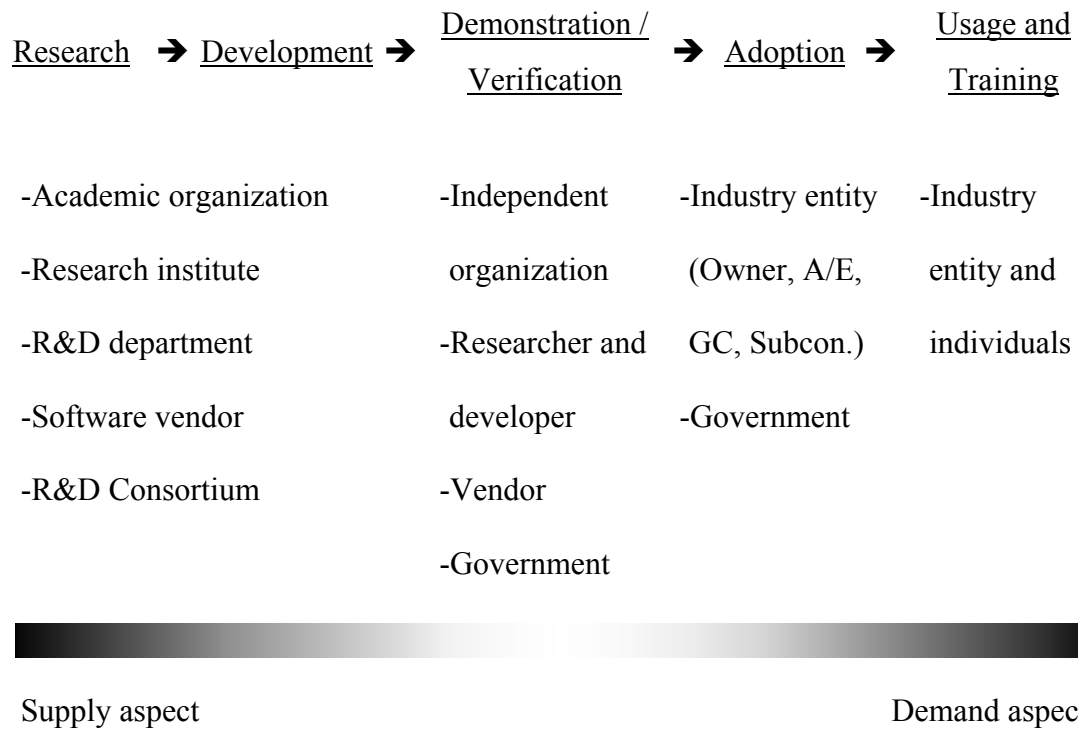 Research ➔ Development ➔ Demonstration / ➔ Adoption ➔ Usage and
Verification Training
-Academic organization
-Research institute
-R&D department
-Software vendor
-R&D Consortium
-Independent
organization
-Researcher and
developer
-Vendor
-Government
-Industry entity
(Owner, A/E,
GC, Subcon.)
-Government
-Industry
entity and
individuals
Supply aspect Demand aspec